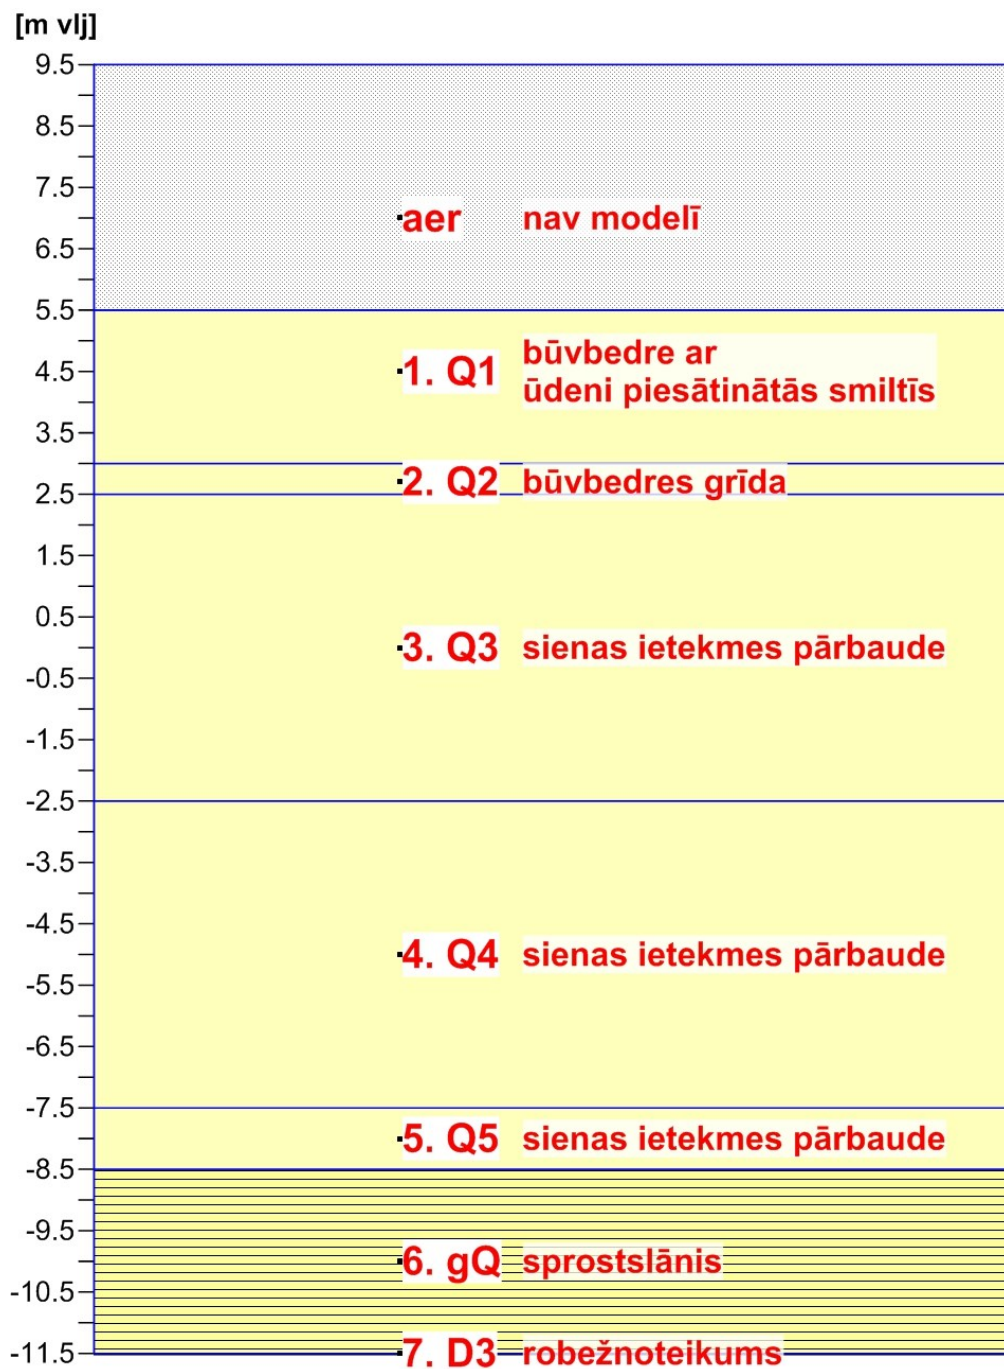 [m vlj]
9.5
8.5
7.5
aer nav modelī
6.5
5.5
būvbedre ar
4.5 1. Q1
ūdeni piesātinātās smiltīs
3.5
2. Q2 būvbedres grīda
2.5
1.5
0.5
3. Q3 sienas ietekmes pārbaude
-0.5
-1.5
-2.5
-3.5
-4.5
4. Q4 sienas ietekmes pārbaude
-5.5
-6.5
-7.5
5. Q5 sienas ietekmes pārbaude
-8.5
-9.5
6. gQ sprostslānis
-10.5
-11.5 7. D3 robežnoteikums